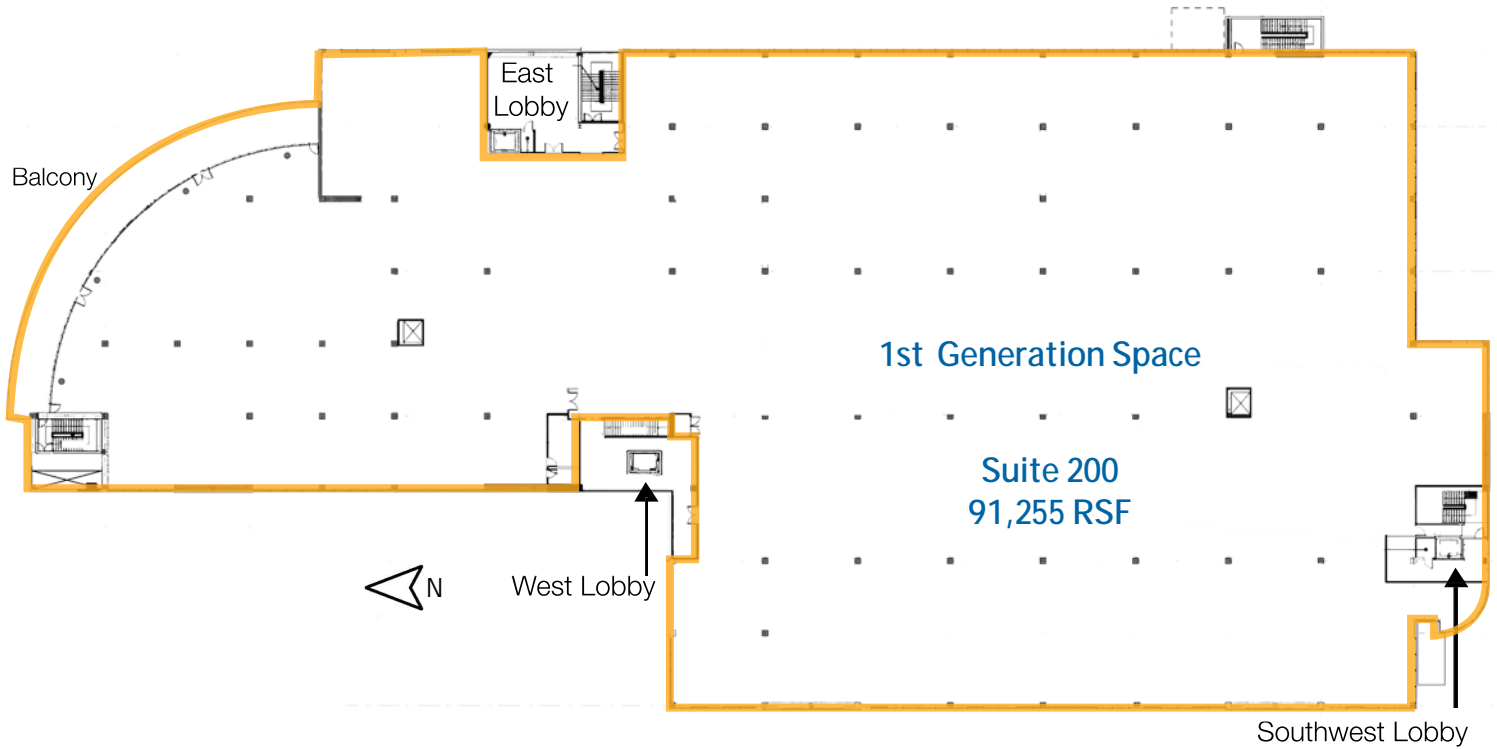 East
Lobby
Balcony
1st Generation Space
Suite 200
91,255 RSF
West Lobby
N
Southwest Lobby